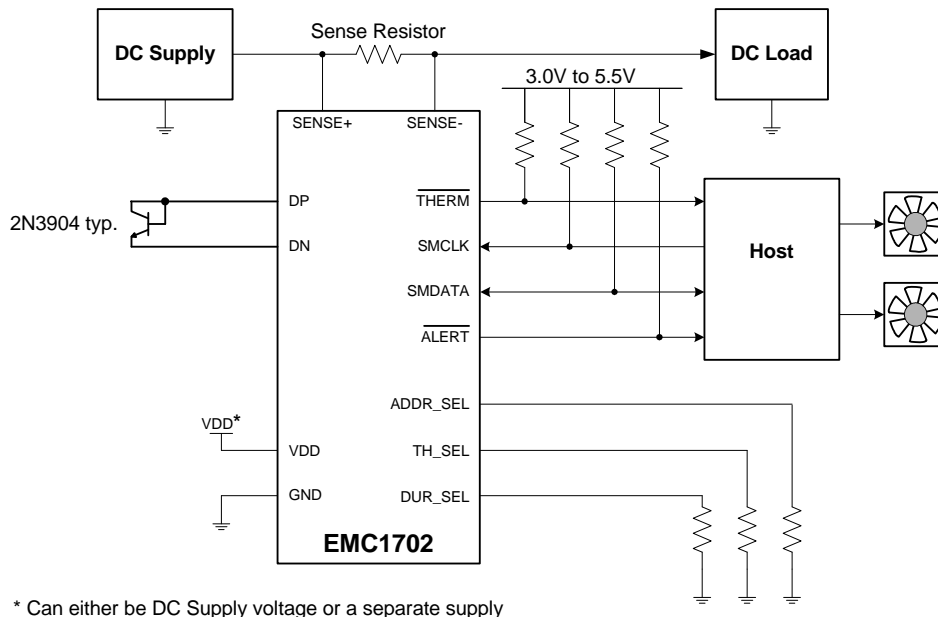 Sense Resistor
DC Supply
DC Load
3.0V to 5.5V
SENSE+
SENSE-
2N3904 typ.
DP
DN
THERM
SMCLK
SMDATA
ALERT
Host
ADDR_SEL
VDD*
VDD
TH_SEL
GND
DUR_SEL
EMC1702
* Can either be DC Supply voltage or a separate supply